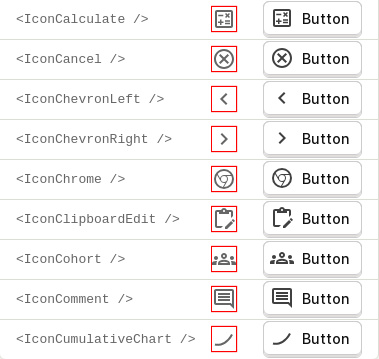 <IconCalculate /> Button
<IconCancel /> Button
<IconChevronLeft /> Button
<IconChevronRight /> Button
<IconChrome /> Button
<IconClipboardEdit /> Button
<IconCohort /> Button
<IconComment /> Button
<IconCumulativeChart /> Button